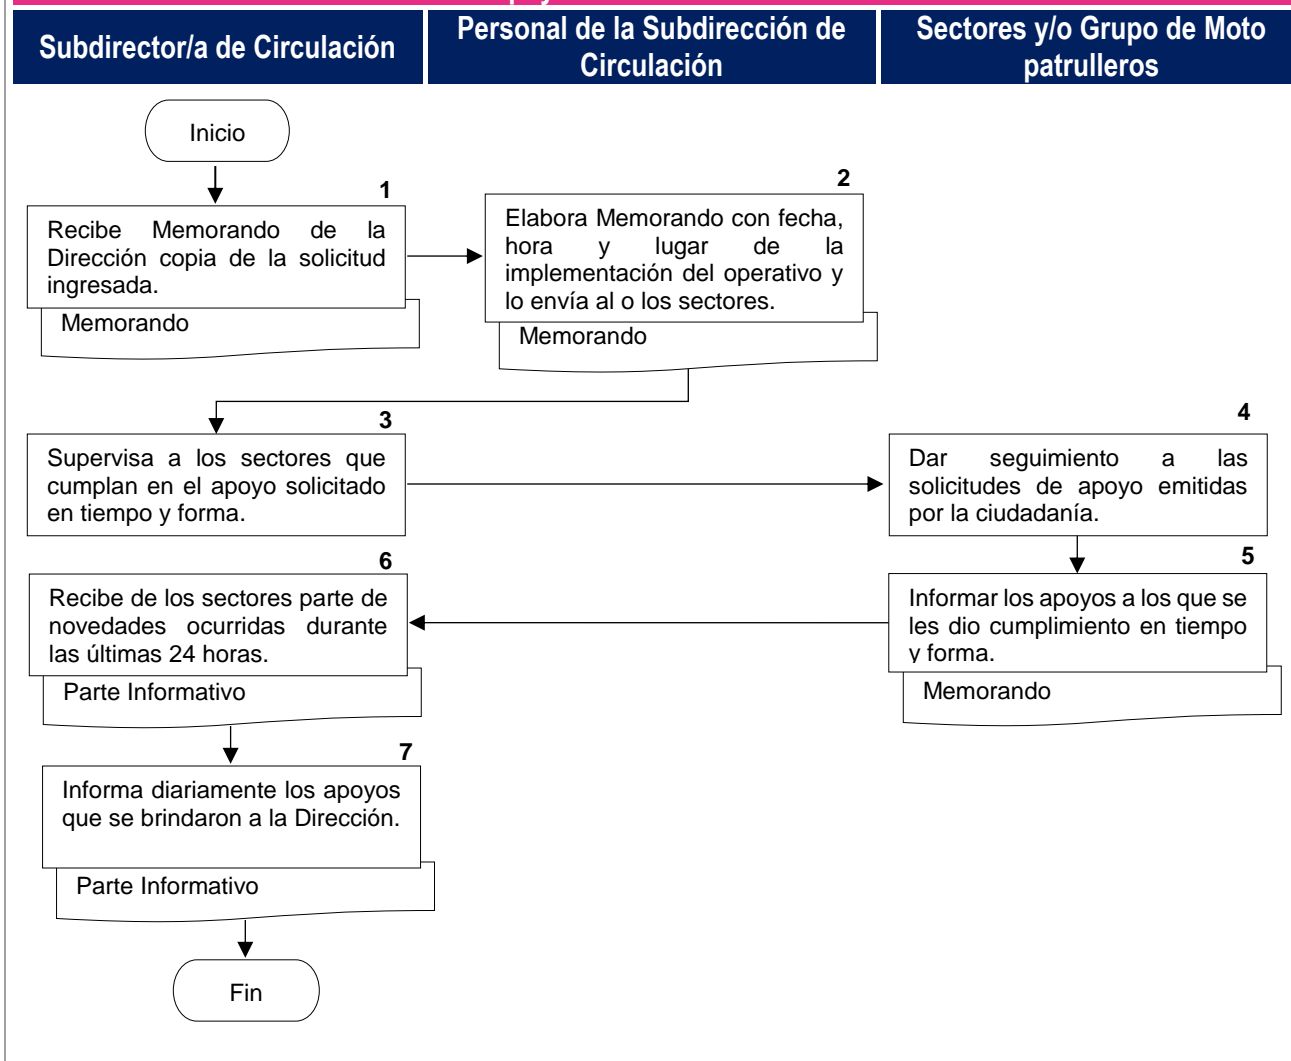 Subdirector/a de Circulación
Personal de la Subdirección de
Circulación
Sectores y/o Grupo de Moto
patrulleros
Inicio
1
Recibe Memorando de la
Dirección copia de la solicitud
ingresada.
Memorando
2
Elabora Memorando con fecha,
hora y lugar de la
implementación del operativo y
lo envía al o los sectores.
Memorando
3
Supervisa a los sectores que
cumplan en el apoyo solicitado
en tiempo y forma.
4
Dar seguimiento a las
solicitudes de apoyo emitidas
por la ciudadanía.
5
Informar los apoyos a los que se
les dio cumplimiento en tiempo
y forma.
Memorando
6
Recibe de los sectores parte de
novedades ocurridas durante
las últimas 24 horas.
Parte Informativo
7
Informa diariamente los apoyos
que se brindaron a la Dirección.
Parte Informativo
Fin